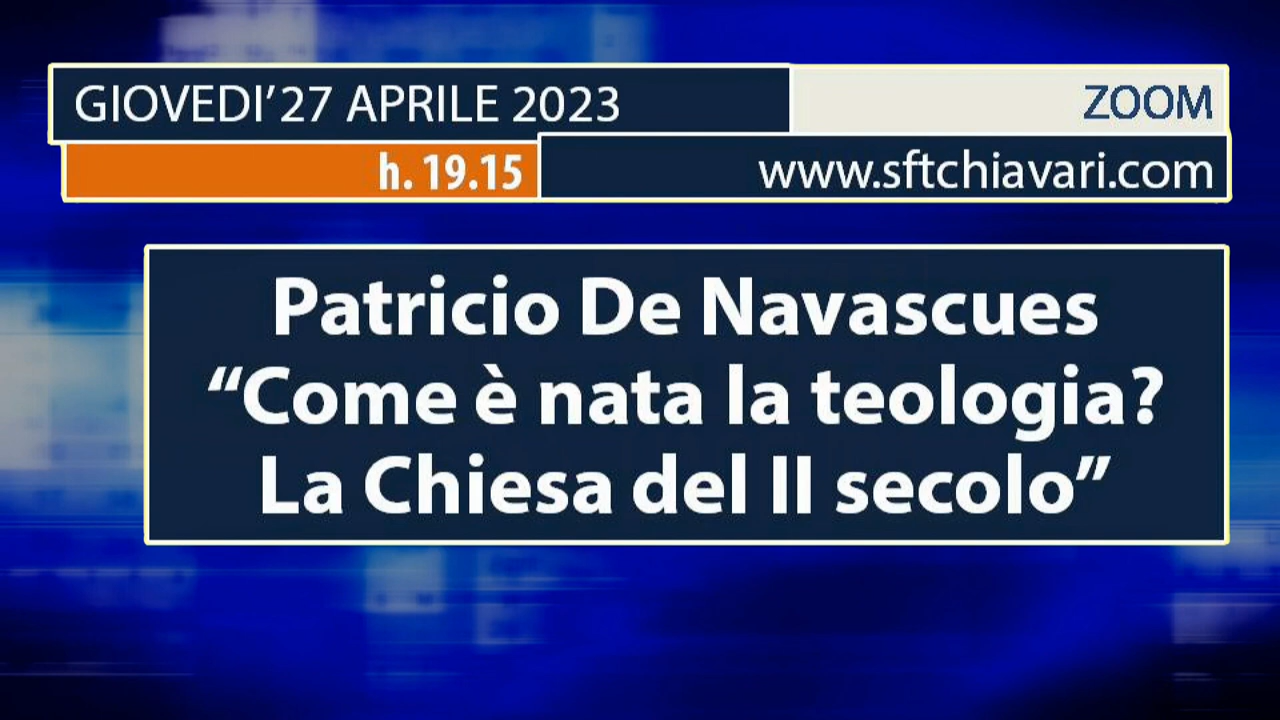 GIOVEDI’27 APRILE 2023
ZOOM
h. 19.15
www.sftchiavari.com
Patricio De Navascues
“Come è nata la teologia?
La Chiesa del II secolo”